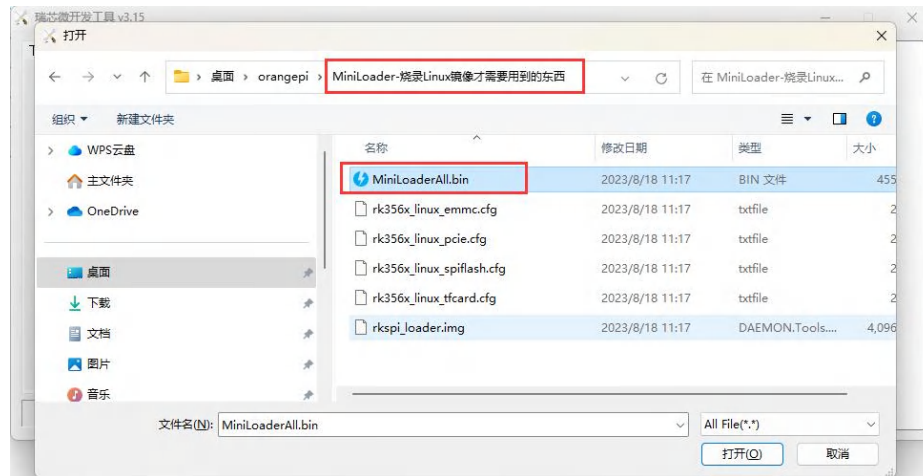 瑞芯微开发工具 v3.15
打开
桌面 › orangepi › MiniLoader-烧录Linux镜像才需要用到的东西
在 MiniLoader-烧录Linux...
组织 新建文件夹
WPS云盘
主文件夹
OneDrive
桌面
下载
文档
图片
音乐
名称 修改日期 类型 大小
MiniLoaderAll.bin 2023/8/18 11:17 BIN 文件 455
rk356x_linux_emmc.cfg 2023/8/18 11:17 txtfile 2
rk356x_linux_pcie.cfg 2023/8/18 11:17 txtfile 2
rk356x_linux_spiflash.cfg 2023/8/18 11:17 txtfile 2
rk356x_linux_tfcard.cfg 2023/8/18 11:17 txtfile 2
rkspi_loader.img 2023/8/18 11:17 DAEMON.Tools.... 4,096
文件名(N): MiniLoaderAll.bin All File(*.*)
打开(O) 取消